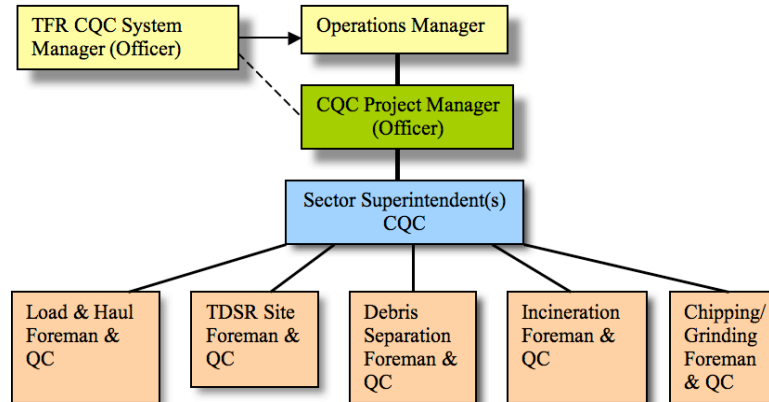 TFR CQC System
Manager (Officer)
Operations Manager
CQC Project Manager
(Officer)
Sector Superintendent(s)
CQC
Load & Haul
Foreman &
QC
TDSR Site
Foreman &
QC
Debris
Separation
Foreman &
QC
Incineration
Foreman &
QC
Chipping/
Grinding
Foreman
& QC